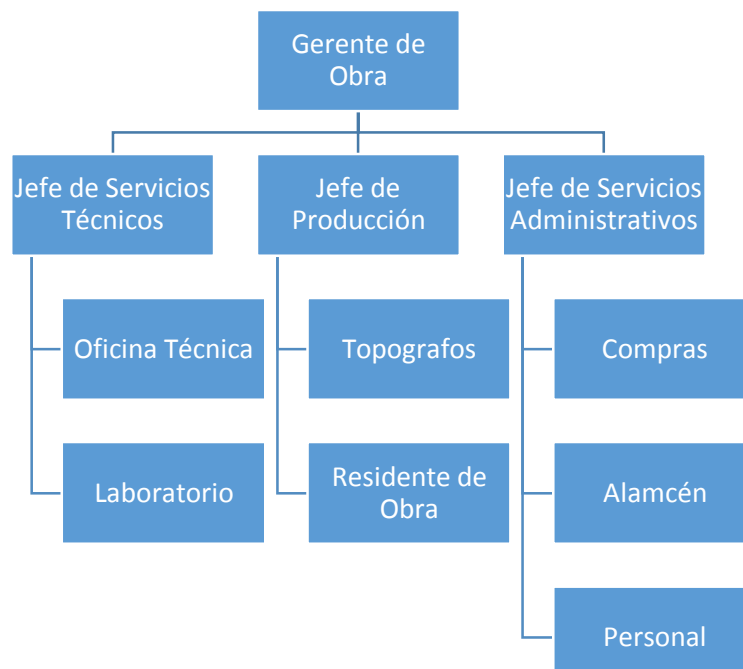 Gerente de
Obra
Jefe de Servicios
Técnicos
Jefe de
Producción
Jefe de Servicios
Administrativos
Oficina Técnica
Topografos
Compras
Laboratorio
Residente de
Obra
Alamcén
Personal